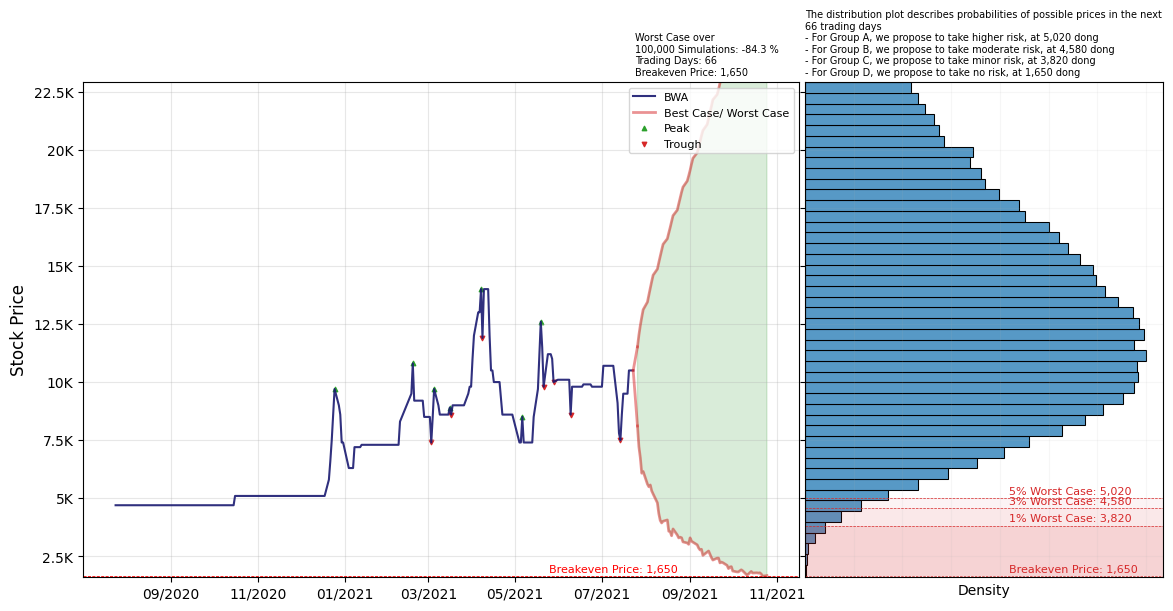 The distribution plot describes probabilities of possible prices in the next
66 trading days
- For Group A, we propose to take higher risk, at 5,020 dong
- For Group B, we propose to take moderate risk, at 4,580 dong
- For Group C, we propose to take minor risk, at 3,820 dong
- For Group D, we propose to take no risk, at 1,650 dong
Worst Case over
100,000 Simulations: -84.3 %
Trading Days: 66
Breakeven Price: 1,650
BWA
Best Case/ Worst Case
Peak
Trough
Stock Price
22.5K
20K
17.5K
15K
12.5K
10K
7.5K
5K
2.5K
Breakeven Price: 1,650
09/2020
11/2020
01/2021
03/2021
05/2021
07/2021
09/2021
11/2021
5% Worst Case: 5,020
3% Worst Case: 4,580
1% Worst Case: 3,820
Breakeven Price: 1,650
Density